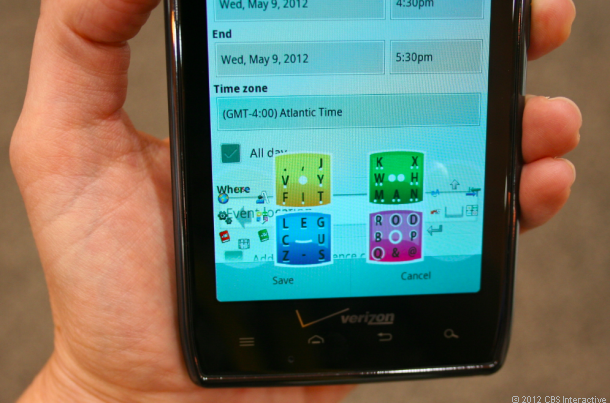 Wed, May 9, 2012 4:30pm
End
Wed, May 9, 2012 5:30pm
Time zone
(GMT-4:00) Atlantic Time
All day
. , J
V Y
F I T
K X
W H
M A N
Where
Event
L E G
C U
Z - S
R O D
B O P
Q & @
Save Cancel
verizon
© 2012 CBS Interactive